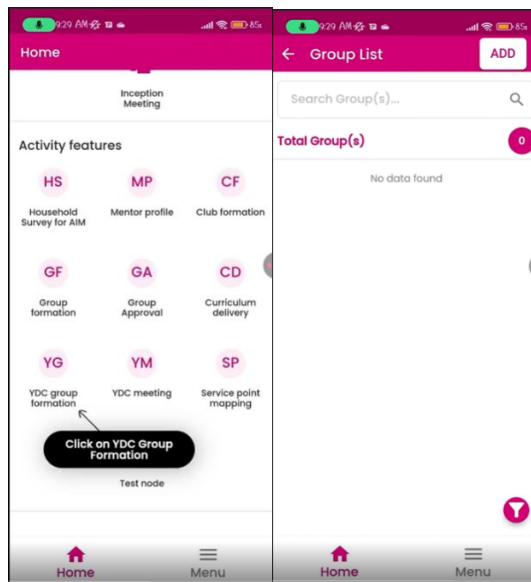 9:29 AM
85%
Home
Inception
Meeting
Activity features
HS
MP
CF
Household
Survey for AIM
Mentor profile
Club formation
GF
GA
CD
Group
formation
Group
Approval
Curriculum
delivery
YG
YM
SP
YDC group
formation
YDC meeting
Service point
mapping
Click on YDC Group
Formation
Test node
Home
Menu
9:29 AM
85%
Group List
ADD
Search Group(s)...
Total Group(s)
0
No data found
Home
Menu